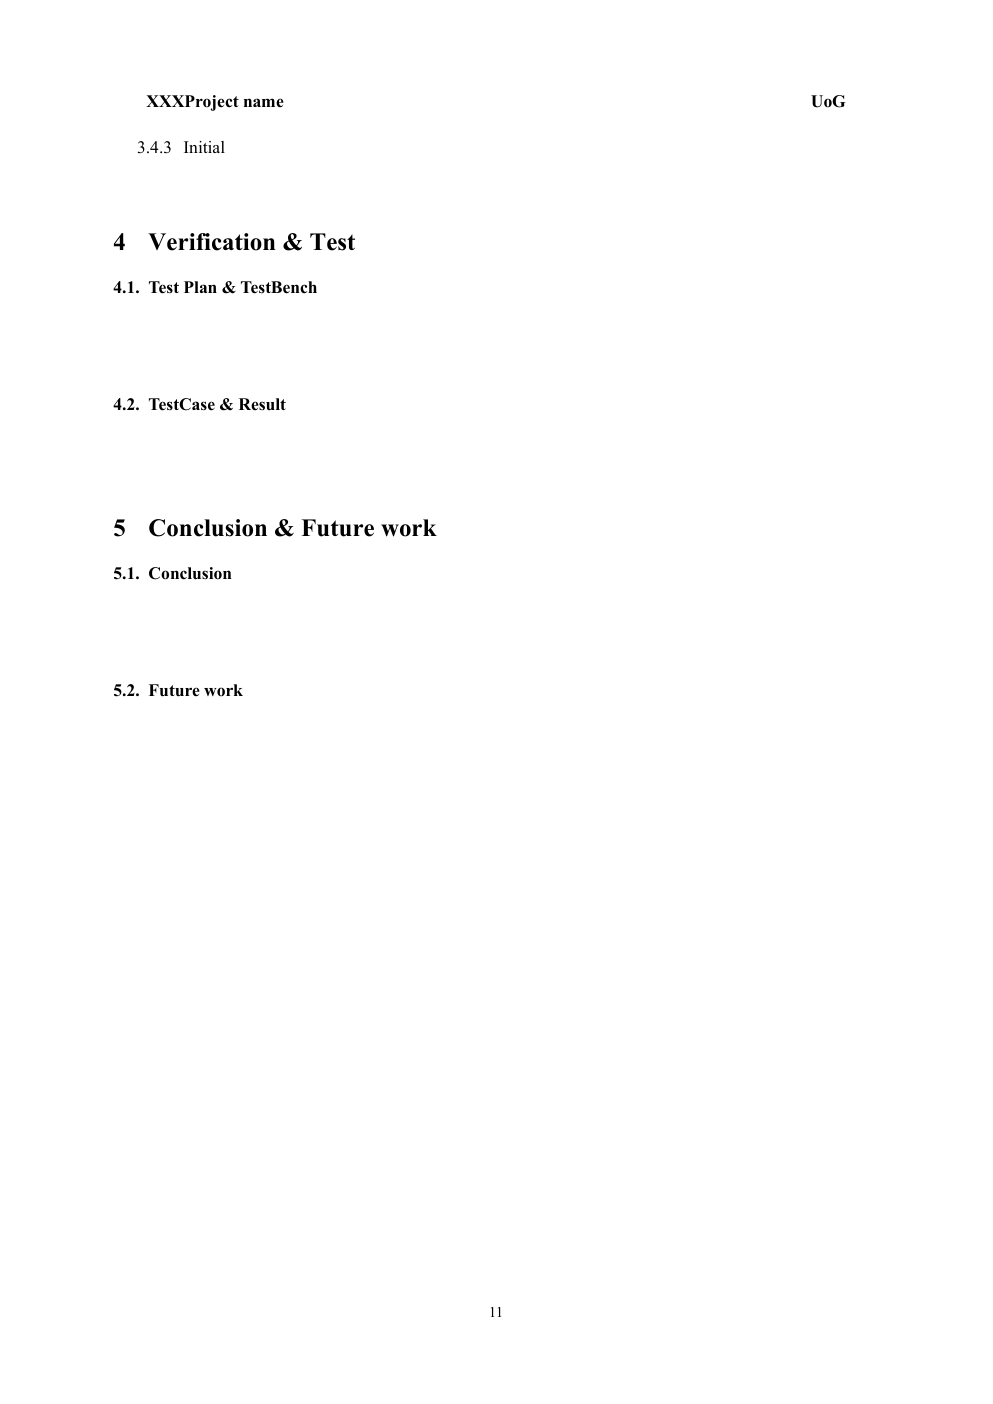 XXXProject name UoG
3.4.3 Initial
4 Verification & Test
4.1. Test Plan & TestBench
4.2. TestCase & Result
5 Conclusion & Future work
5.1. Conclusion
5.2. Future work
11